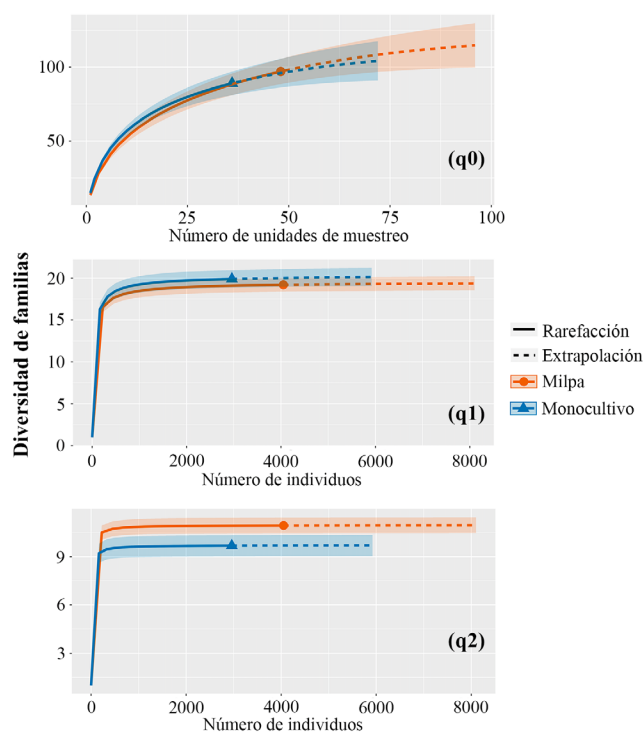 100
50
(q0)
0
25
50
75
100
Número de unidades de muestreo
Diversidad de familias
20
15
10
5
0
(q1)
0
2000
4000
6000
8000
Número de individuos
Rarefacción
Extrapolación
Milpa
Monocultivo
9
6
3
(q2)
0
2000
4000
6000
8000
Número de individuos